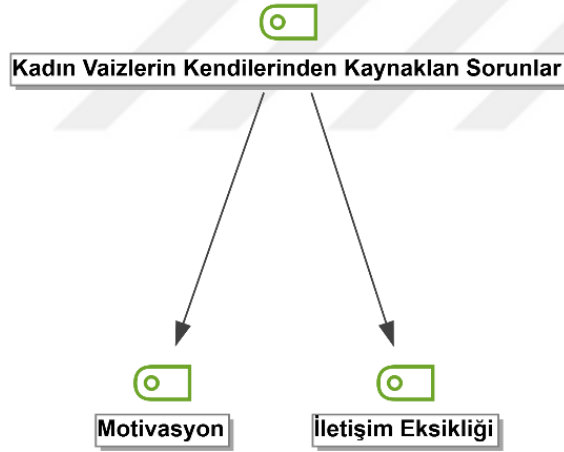 Kadın Vaizlerin Kendilerinden Kaynaklan Sorunlar
Motivasyon
İletişim Eksikliği